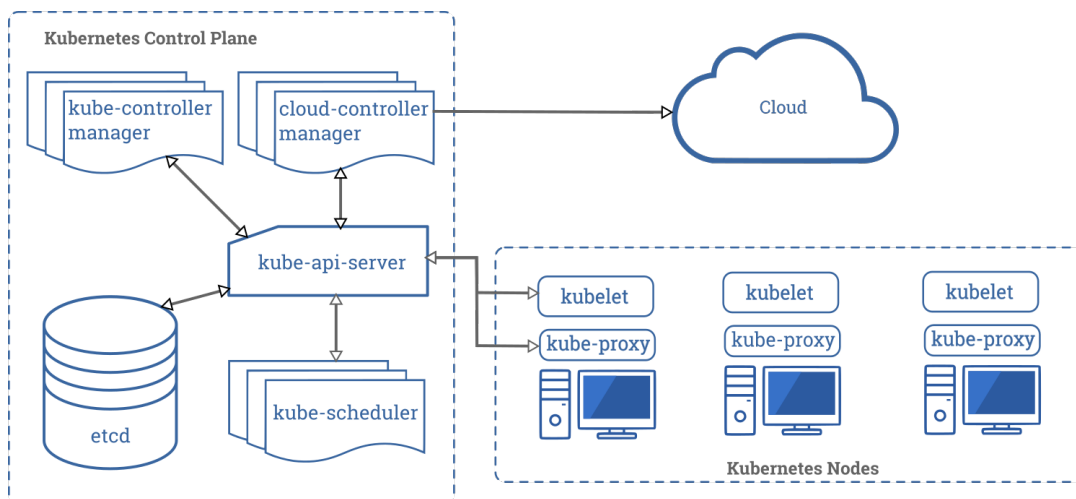 Kubernetes Control Plane
kube-controller
manager
cloud-controller
manager
Cloud
kube-api-server
kubelet
kubelet
kubelet
kube-proxy
kube-proxy
kube-proxy
kube-scheduler
etcd
Kubernetes Nodes